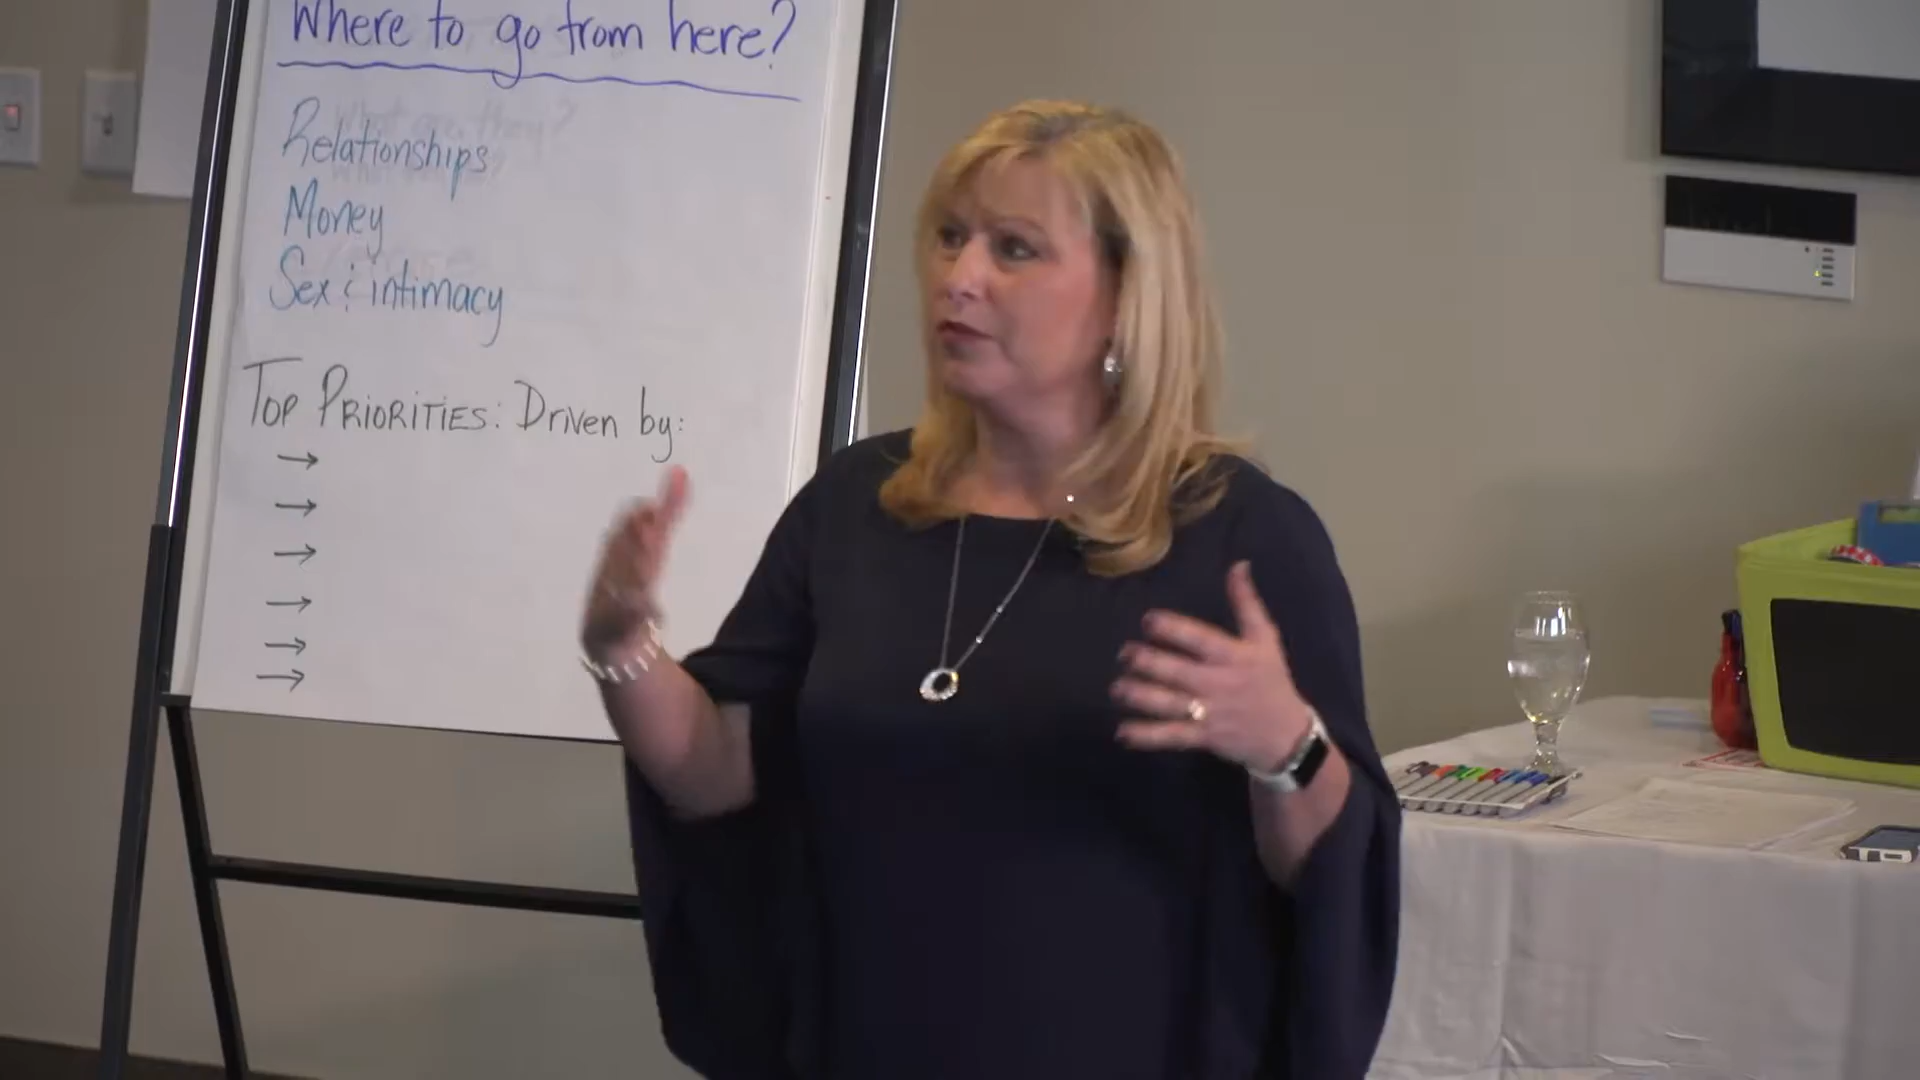 Where to go from here?
Relationships
Money
Sex & intimacy
TOP PRIORITIES: Driven by:
→
→
→
→
→
→